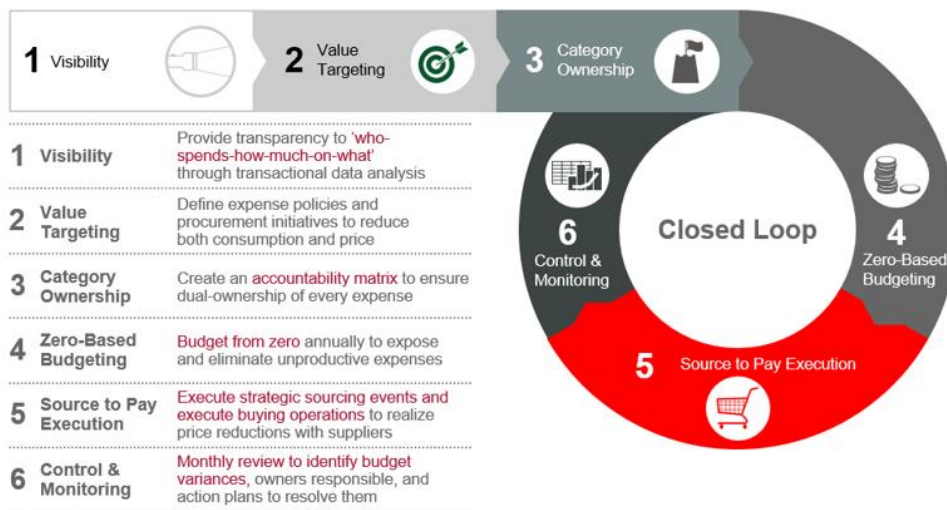 1 Visibility
2 Value
Targeting
3 Category
Ownership
1 Visibility
Provide transparency to ‘who-
spends-how-much-on-what’
through transactional data analysis
2 Value
Targeting
Define expense policies and
procurement initiatives to reduce
both consumption and price
3 Category
Ownership
Create an accountability matrix to ensure
dual-ownership of every expense
4 Zero-Based
Budgeting
Budget from zero annually to expose
and eliminate unproductive expenses
5 Source to Pay
Execution
Execute strategic sourcing events and
execute buying operations to realize
price reductions with suppliers
6 Control &
Monitoring
Monthly review to identify budget
variances, owners responsible, and
action plans to resolve them
Closed Loop
4
Zero-Based
Budgeting
5 Source to Pay Execution
6
Control &
Monitoring